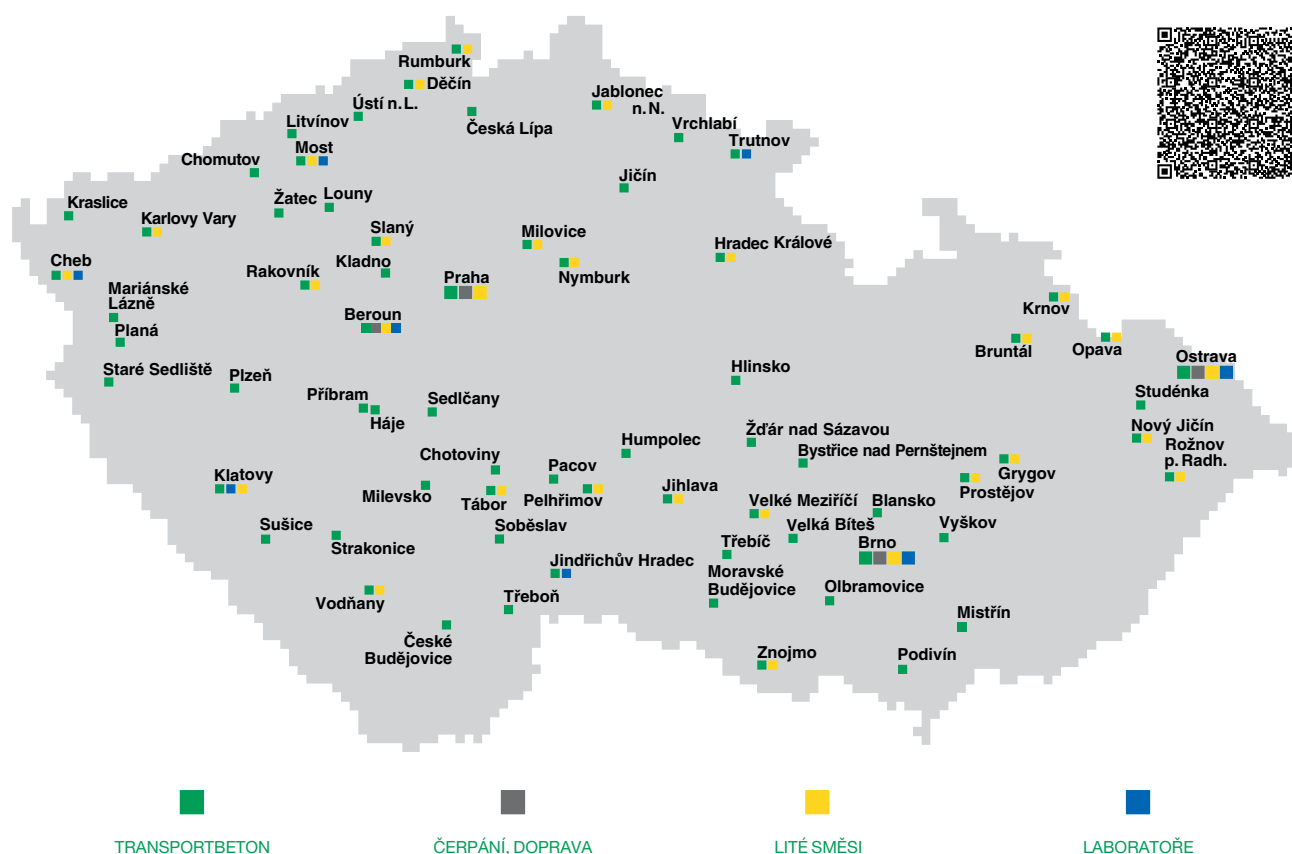 Rumburk
Děčín
Ústí n. L.
Česká Lípa
Jablonec
n. N.
Litvínov
Vrchlabí
Most
Trutnov
Chomutov
Jičín
Žatec
Louny
Kraslice
Karlovy Vary
Slaný
Milovice
Hradec Králové
Cheb
Rakovník
Kladno
Praha
Nymburk
Mariánské
Lázně
Krnov
Beroun
Planá
Bruntál
Opava
Ostrava
Staré Sedliště
Plzeň
Hlinsko
Studénka
Příbram
Háje
Sedlčany
Nový Jičín
Žďár nad Sázavou
Humpolec
Bystřice nad Pernštejnem
Rožnov
p. Radh.
Chotoviny
Grygov
Klatovy
Pacov
Jihlava
Prostějov
Milevsko
Tábor
Pelhřimov
Velké Meziříčí
Blansko
Sušice
Strakonice
Soběslav
Velká Bíteš
Vyškov
Třebíč
Brno
Jindřichův Hradec
Moravské
Budějovice
Olbramovice
Vodňany
Třeboň
Mistřín
České
Budějovice
Znojmo
Podivín
TRANSPORTBETON
ČERPÁNÍ, DOPRAVA
LITÉ SMĚSI
LABORATOŘE